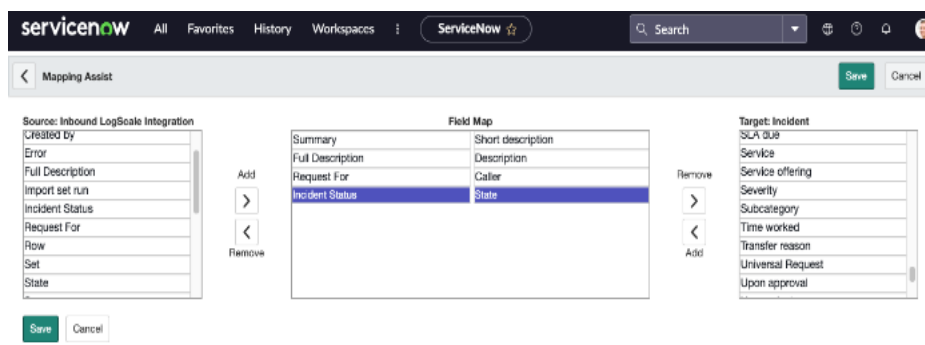 servicenow All Favorites History Workspaces ServiceNow Search
Mapping Assist Save Cancel
Source: Inbound LogScale Integration Field Map Target: Incident
Created by
Error
Full Description
Import set run
Incident Status
Request For
Row
Set
State
Add
Remove
Summary Short description
Full Description Description
Request For Caller
Incident Status State
Remove
Add
SLA due
Service
Service offering
Severity
Subcategory
Time worked
Transfer reason
Universal Request
Upon approval
Save Cancel